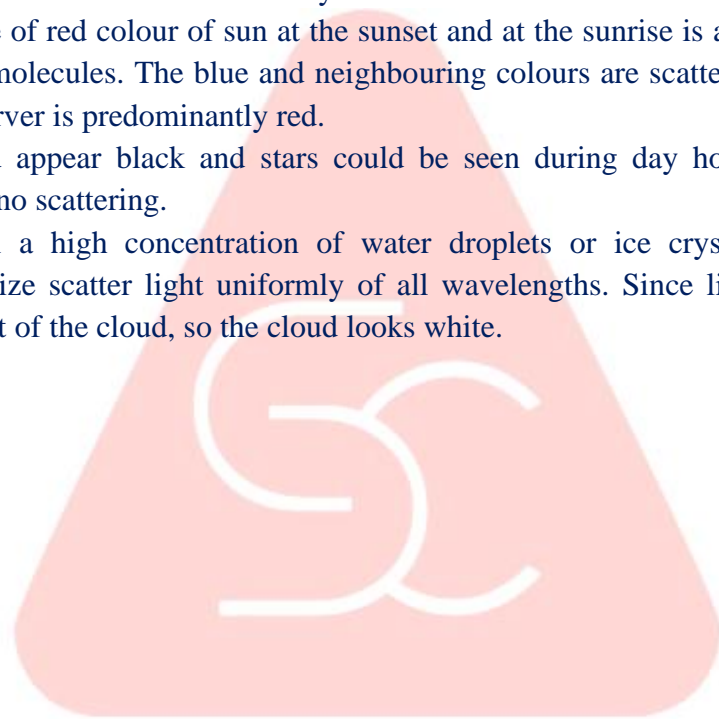 of red colour of sun at the sunset and at the sunrise is a
molecules. The blue and neighbouring colours are scatte
rver is predominantly red.
appear black and stars could be seen during day ho
no scattering.
a high concentration of water droplets or ice crys
ize scatter light uniformly of all wavelengths. Since li
t of the cloud, so the cloud looks white.
SC